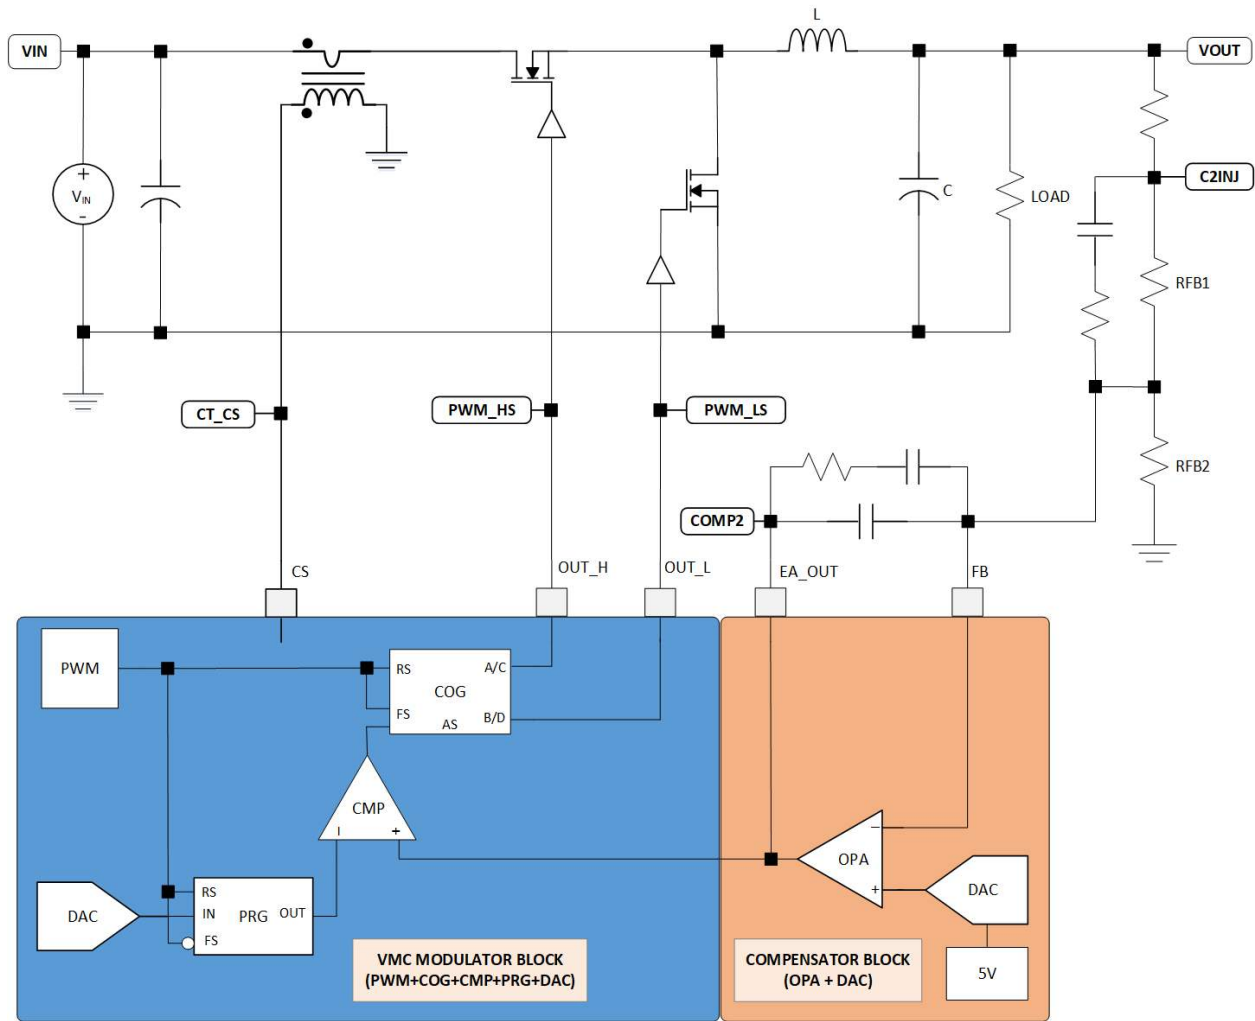 L
VIN
VOUT
+
VIN
-
C2INJ
C
LOAD
RFB1
CT_CS
PWM_HS
PWM_LS
RFB2
COMP2
CS
OUT_H
OUT_L
EA_OUT
FB
PWM
RS
A/C
COG
FS
AS
B/D
CMP
-
+
OPA
-
+
DAC
DAC
RS
IN
PRG
OUT
FS
VMC MODULATOR BLOCK
(PWM+COG+CMP+PRG+DAC)
COMPENSATOR BLOCK
(OPA + DAC)
5V